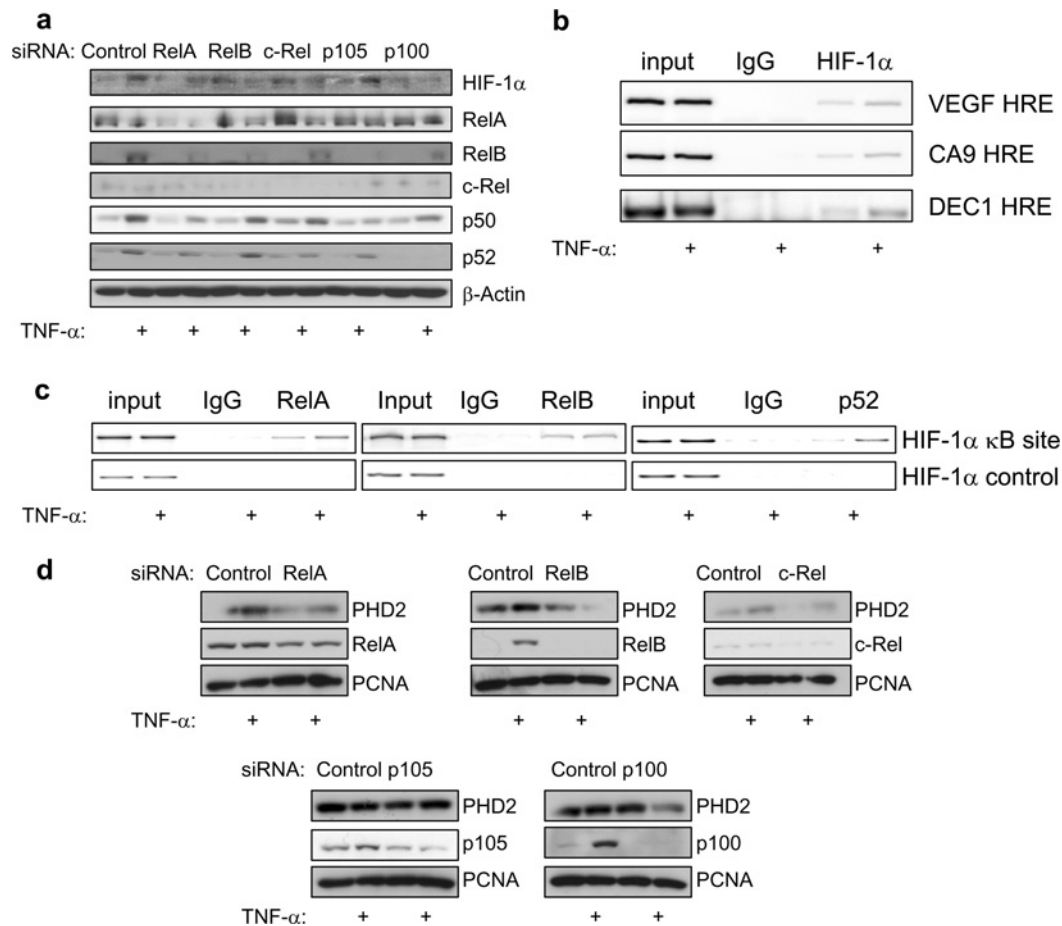 a
siRNA: Control RelA RelB c-Rel p105 p100
HIF-1α
RelA
RelB
c-Rel
p50
p52
β-Actin
TNF-α: + + + + + +
b
input IgG HIF-1α
VEGF HRE
CA9 HRE
DEC1 HRE
TNF-α: + + +
c
input IgG RelA Input IgG RelB input IgG p52
HIF-1α κB site
HIF-1α control
TNF-α: + + + + + + + + +
d
siRNA: Control RelA Control RelB Control c-Rel
PHD2 PHD2 PHD2
RelA RelB c-Rel
PCNA PCNA PCNA
TNF-α: + + + + + +
siRNA: Control p105 Control p100
PHD2 PHD2
p105 p100
PCNA PCNA
TNF-α: + + + +